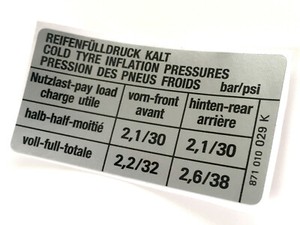 REIFENFÜLLDRUCK KALT
COLD TYRE INFLATION PRESSURES
PRESSION DES PNEUS FROIDS bar/psi
Nutzlast-pay load vorn-front hinten-rear
charge utile avant arrière
halb-half-moitié 2,1/30 2,1/30
voll-full-totale 2,2/32 2,6/38
871 010 029 K